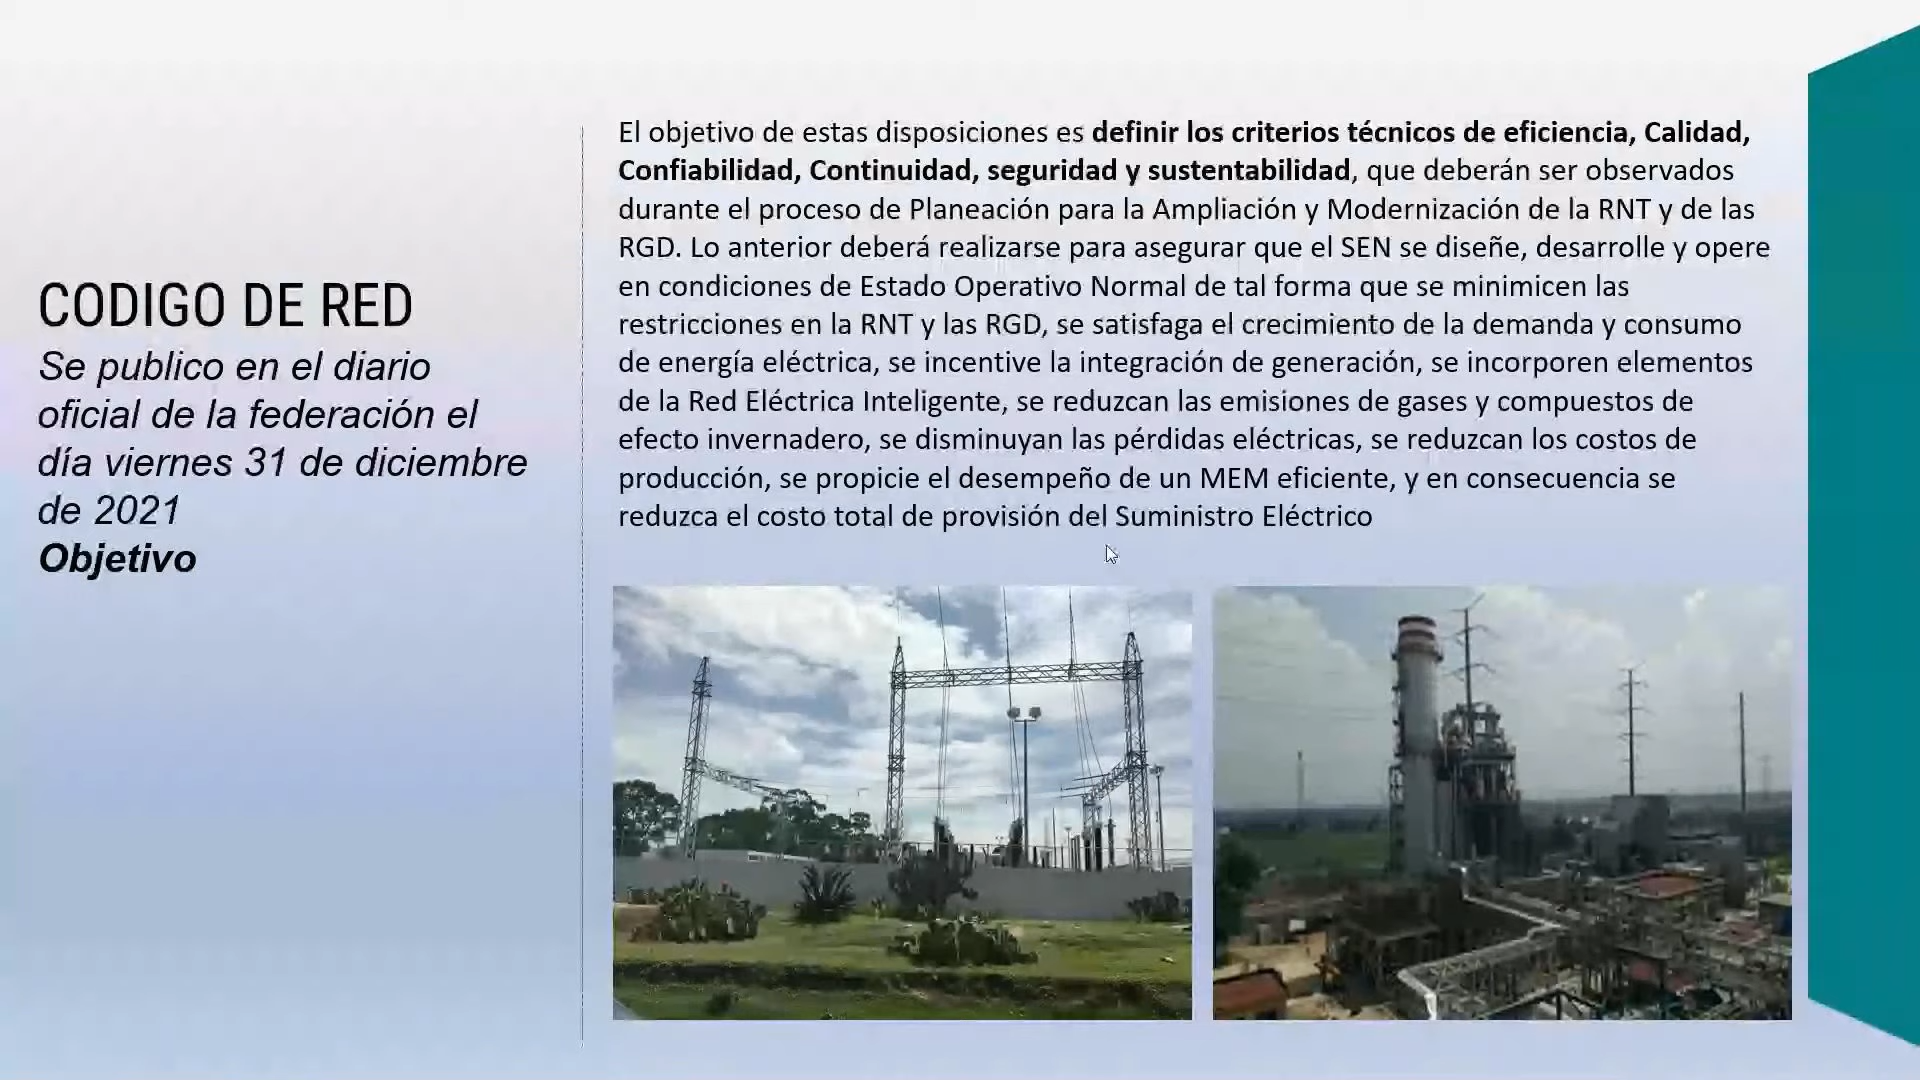 CODIGO DE RED
Se publico en el diario
oficial de la federación el
día viernes 31 de diciembre
de 2021
Objetivo
El objetivo de estas disposiciones es definir los criterios técnicos de eficiencia, Calidad,
Confiabilidad, Continuidad, seguridad y sustentabilidad, que deberán ser observados
durante el proceso de Planeación para la Ampliación y Modernización de la RNT y de las
RGD. Lo anterior deberá realizarse para asegurar que el SEN se diseñe, desarrolle y opere
en condiciones de Estado Operativo Normal de tal forma que se minimicen las
restricciones en la RNT y las RGD, se satisfaga el crecimiento de la demanda y consumo
de energía eléctrica, se incentive la integración de generación, se incorporen elementos
de la Red Eléctrica Inteligente, se reduzcan las emisiones de gases y compuestos de
efecto invernadero, se disminuyan las pérdidas eléctricas, se reduzcan los costos de
producción, se propicie el desempeño de un MEM eficiente, y en consecuencia se
reduzca el costo total de provisión del Suministro Eléctrico